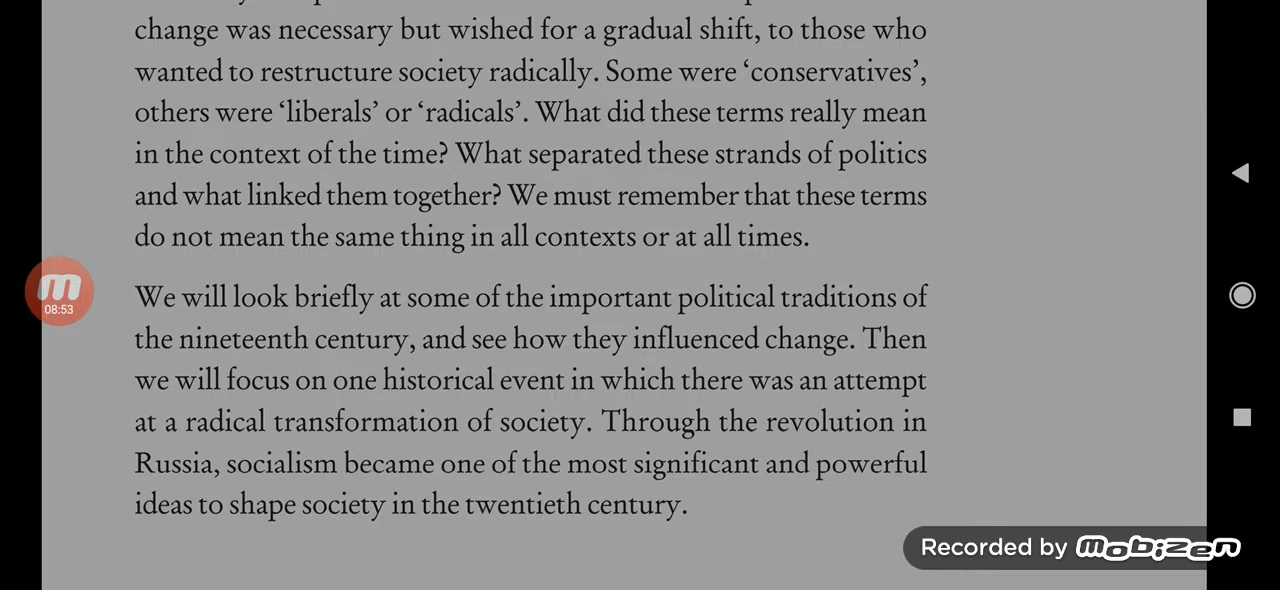 change was necessary but wished for a gradual shift, to those who
wanted to restructure society radically. Some were ‘conservatives’,
others were ‘liberals’ or ‘radicals’. What did these terms really mean
in the context of the time? What separated these strands of politics
and what linked them together? We must remember that these terms
do not mean the same thing in all contexts or at all times.
We will look briefly at some of the important political traditions of
the nineteenth century, and see how they influenced change. Then
we will focus on one historical event in which there was an attempt
at a radical transformation of society. Through the revolution in
Russia, socialism became one of the most significant and powerful
ideas to shape society in the twentieth century.
m
08:53
Recorded by mobizen